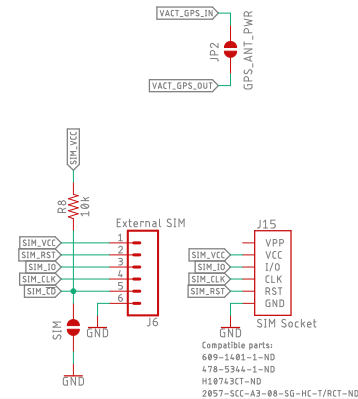 VACT_GPS_IN
JP2
GPS_ANT_PWR
VACT_GPS_OUT
SIM_VCC
R8
10k
External SIM
SIM_VCC 1
SIM_RST 2
SIM_IO 3
SIM_CLK 4
SIM_CD 5
6
J6
GND
SIM
GND
J15
VPP
SIM_VCC VCC
SIM_IO I/O
SIM_CLK CLK
SIM_RST RST
GND
SIM Socket
GND
Compatible parts:
609-1401-1-ND
478-5344-1-ND
H10743CT-ND
2057-SCC-A3-08-SG-HC-T/RCT-ND